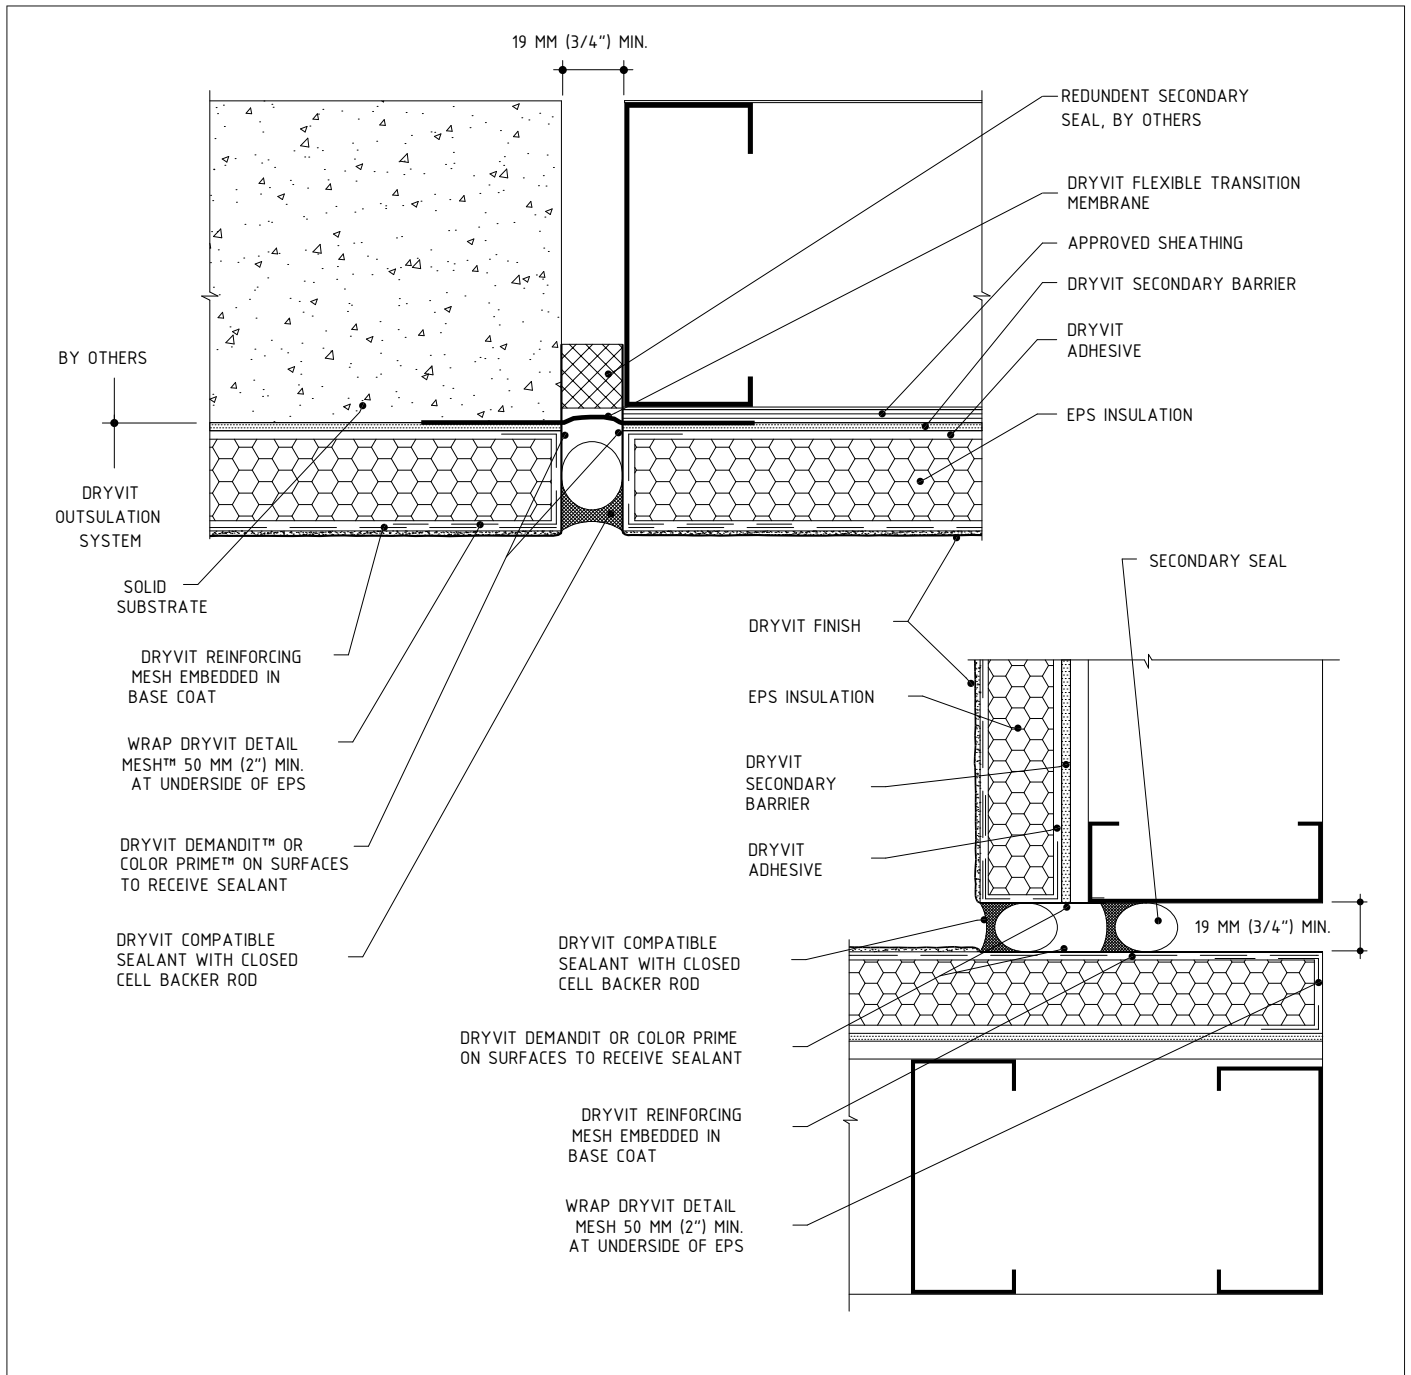 19 MM (3/4") MIN.
REDUNDENT SECONDARY
SEAL, BY OTHERS
DRYVIT FLEXIBLE TRANSITION
MEMBRANE
APPROVED SHEATHING
DRYVIT SECONDARY BARRIER
DRYVIT
ADHESIVE
EPS INSULATION
BY OTHERS
DRYVIT
OUTSULATION
SYSTEM
SOLID
SUBSTRATE
DRYVIT REINFORCING
MESH EMBEDDED IN
BASE COAT
WRAP DRYVIT DETAIL
MESH™ 50 MM (2") MIN.
AT UNDERSIDE OF EPS
DRYVIT DEMANDIT™ OR
COLOR PRIME™ ON SURFACES
TO RECEIVE SEALANT
DRYVIT COMPATIBLE
SEALANT WITH CLOSED
CELL BACKER ROD
SECONDARY SEAL
DRYVIT FINISH
EPS INSULATION
DRYVIT
SECONDARY
BARRIER
DRYVIT
ADHESIVE
19 MM (3/4") MIN.
DRYVIT COMPATIBLE
SEALANT WITH CLOSED
CELL BACKER ROD
DRYVIT DEMANDIT OR COLOR PRIME
ON SURFACES TO RECEIVE SEALANT
DRYVIT REINFORCING
MESH EMBEDDED IN
BASE COAT
WRAP DRYVIT DETAIL
MESH 50 MM (2") MIN.
AT UNDERSIDE OF EPS